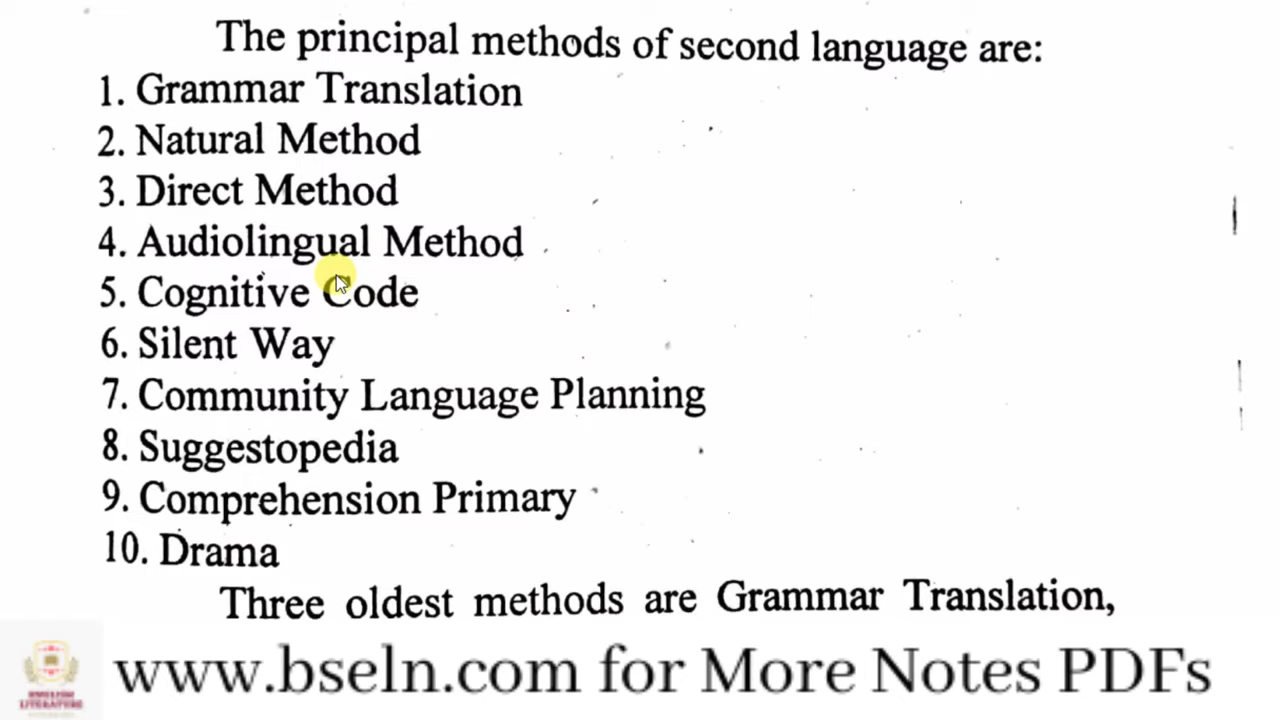 The principal methods of second language are:
1. Grammar Translation
2. Natural Method
3. Direct Method
4. Audiolingual Method
5. Cognitive Code
6. Silent Way
7. Community Language Planning
8. Suggestopedia
9. Comprehension Primary
10. Drama
Three oldest methods are Grammar Translation,
www.bseln.com for More Notes PDFs
ENGLISH
LITERATURE